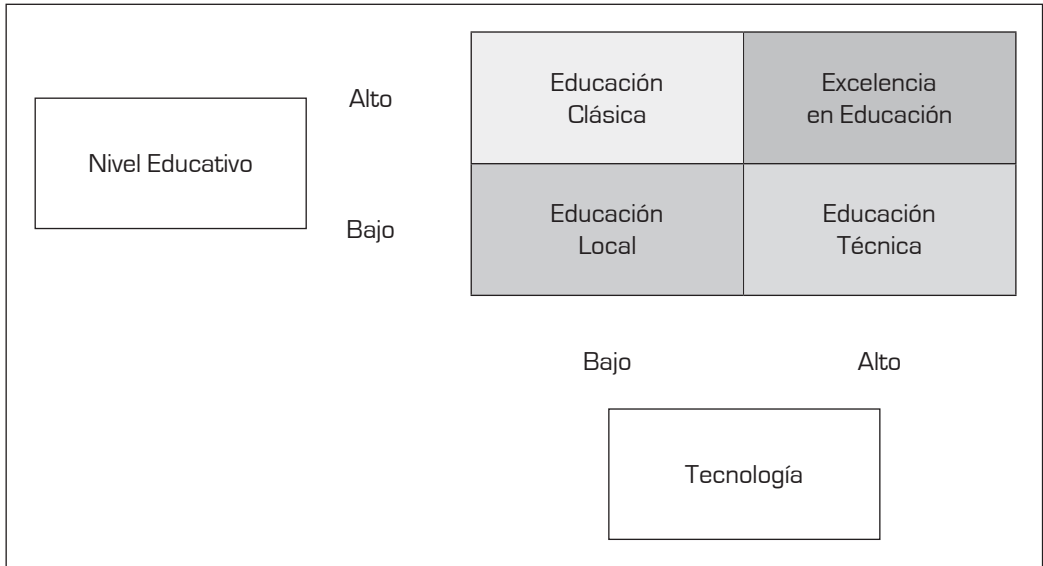 Educación
Clásica
Excelencia
en Educación
Alto
Nivel Educativo
Bajo
Educación
Local
Educación
Técnica
Bajo
Alto
Tecnología